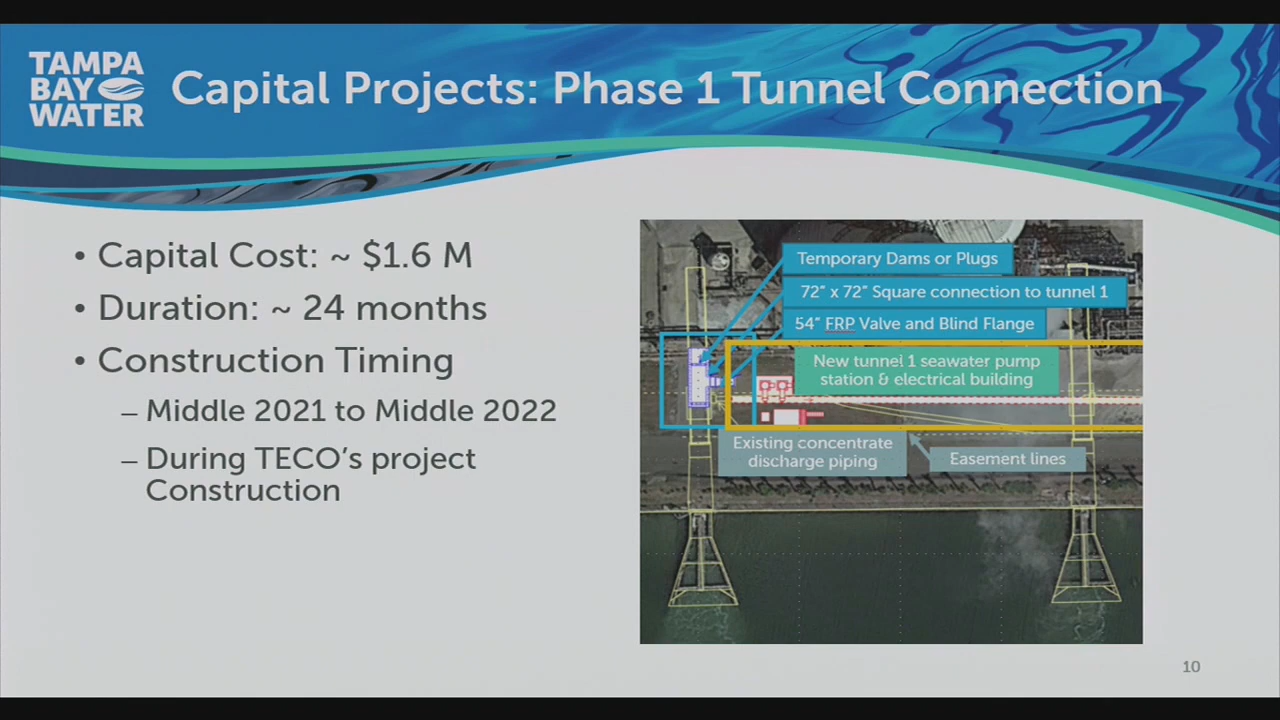 TAMPA
BAY
WATER
Capital Projects: Phase 1 Tunnel Connection
• Capital Cost: ~ $1.6 M
• Duration: ~ 24 months
• Construction Timing
– Middle 2021 to Middle 2022
– During TECO’s project
Construction
Temporary Dams or Plugs
72” x 72” Square connection to tunnel 1
54” FRP Valve and Blind Flange
New tunnel 1 seawater pump
station & electrical building
Existing concentrate
discharge piping
Easement lines
10